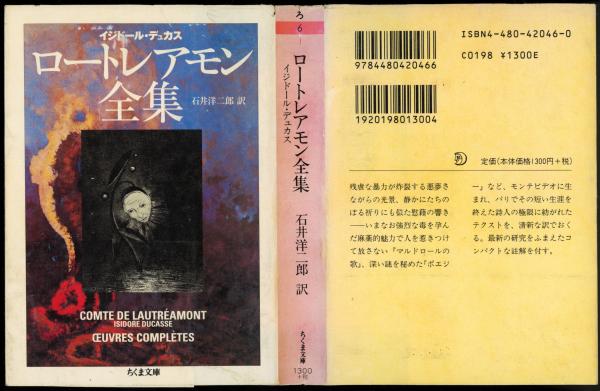 イジドール・デュカス
ロートレアモン
全集
石井洋二郎 訳
COMTE DE LAUTRÉAMONT
ISIDORE DUCASSE
ŒUVRES COMPLÈTES
ちくま文庫
ろ
6
1
ロートレアモン全集
イジドール・デュカス
石井洋二郎 訳
ちくま文庫
1300
+税
ISBN4-480-42046-0
C0198 ¥1300E
9784480420466
1920198013004
定価(本体価格1300円+税)
残虐な暴力が炸裂する悪夢さ
ながらの光景、静かにたちの
ぼる祈りにも似た慰藉の響き
――いまなお強烈な毒を孕ん
だ麻薬的魅力で人を惹きつけ
て放さない『マルドロールの
歌』、深い謎を秘めた『ポエジ
ー』など、モンテビデオに生
まれ、パリでその短い生涯を
終えた詩人の極限に紡がれた
テクストを、清新な訳でおく
る。最新の研究をふまえたコ
ンパクトな註解を付す。